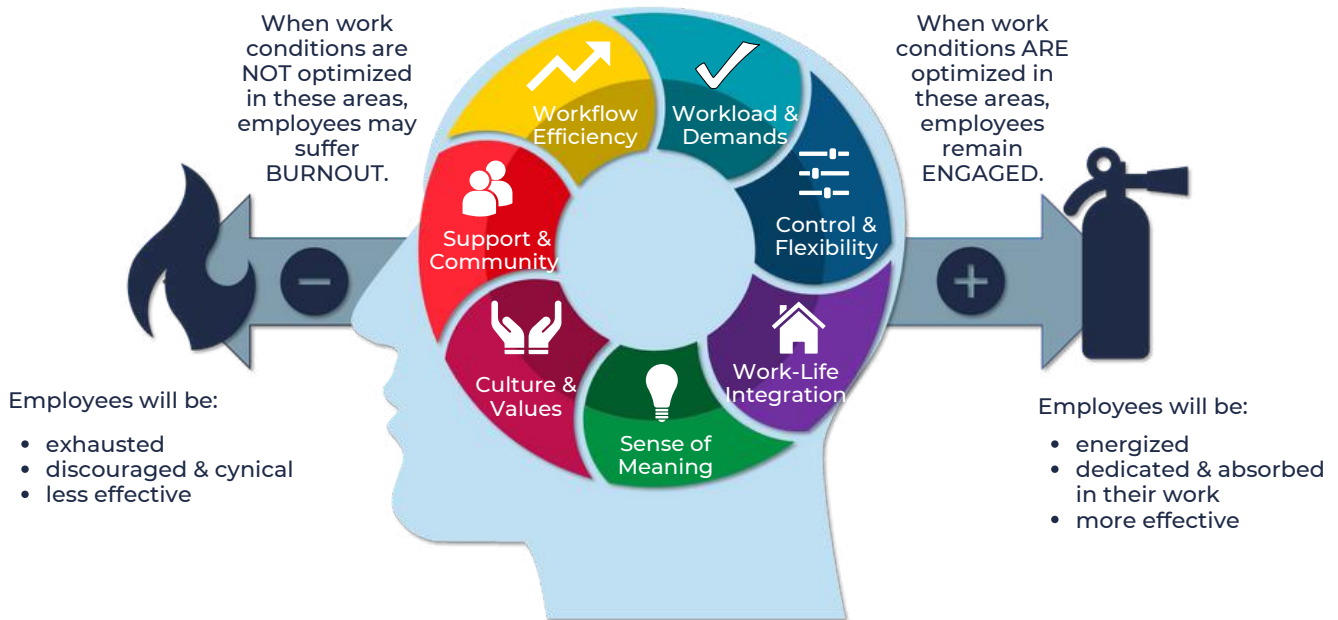 When work
conditions are
NOT optimized
in these areas,
employees may
suffer
BURNOUT.
Employees will be:
• exhausted
• discouraged & cynical
• less effective
Workflow
Efficiency
Workload &
Demands
Control &
Flexibility
Work-Life
Integration
Sense of
Meaning
Culture &
Values
Support &
Community
When work
conditions ARE
optimized in
these areas,
employees
remain
ENGAGED.
Employees will be:
• energized
• dedicated & absorbed
in their work
• more effective